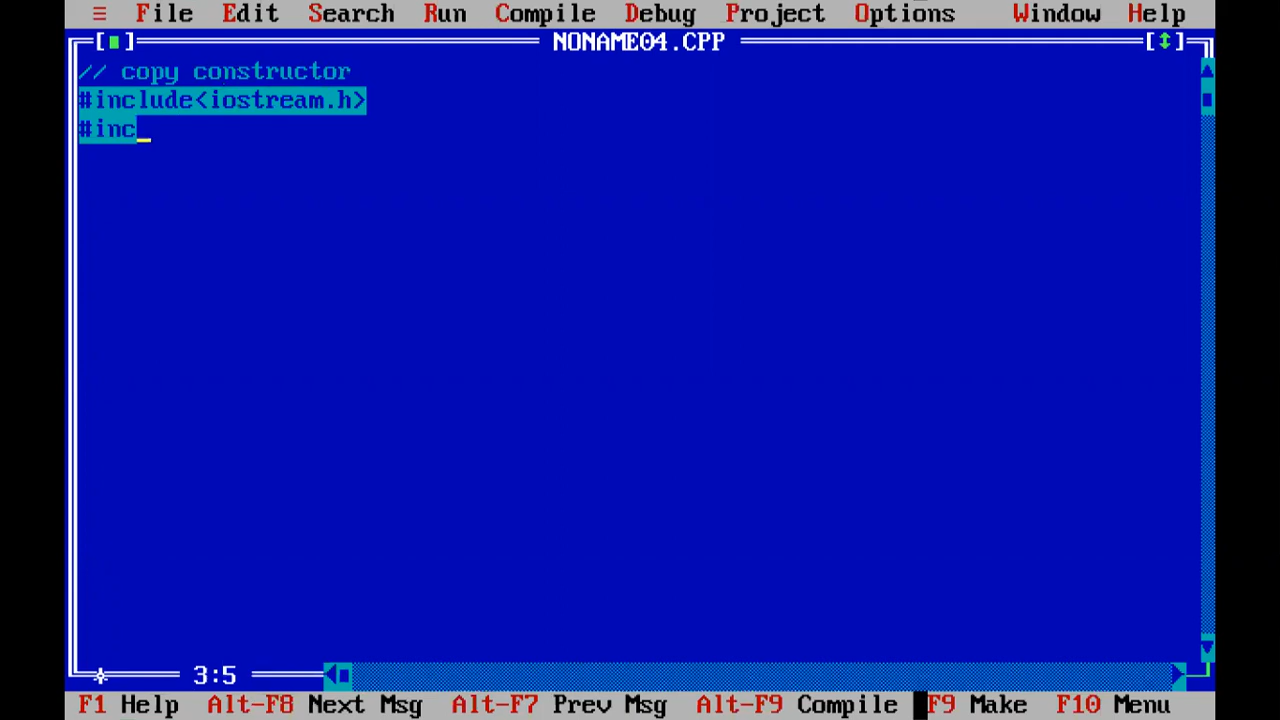 ≡ File Edit Search Run Compile Debug Project Options Window Help
[■] NONAME04.CPP [↕]
// copy constructor
#include<iostream.h>
#inc_
3:5
F1 Help Alt-F8 Next Msg Alt-F7 Prev Msg Alt-F9 Compile F9 Make F10 Menu